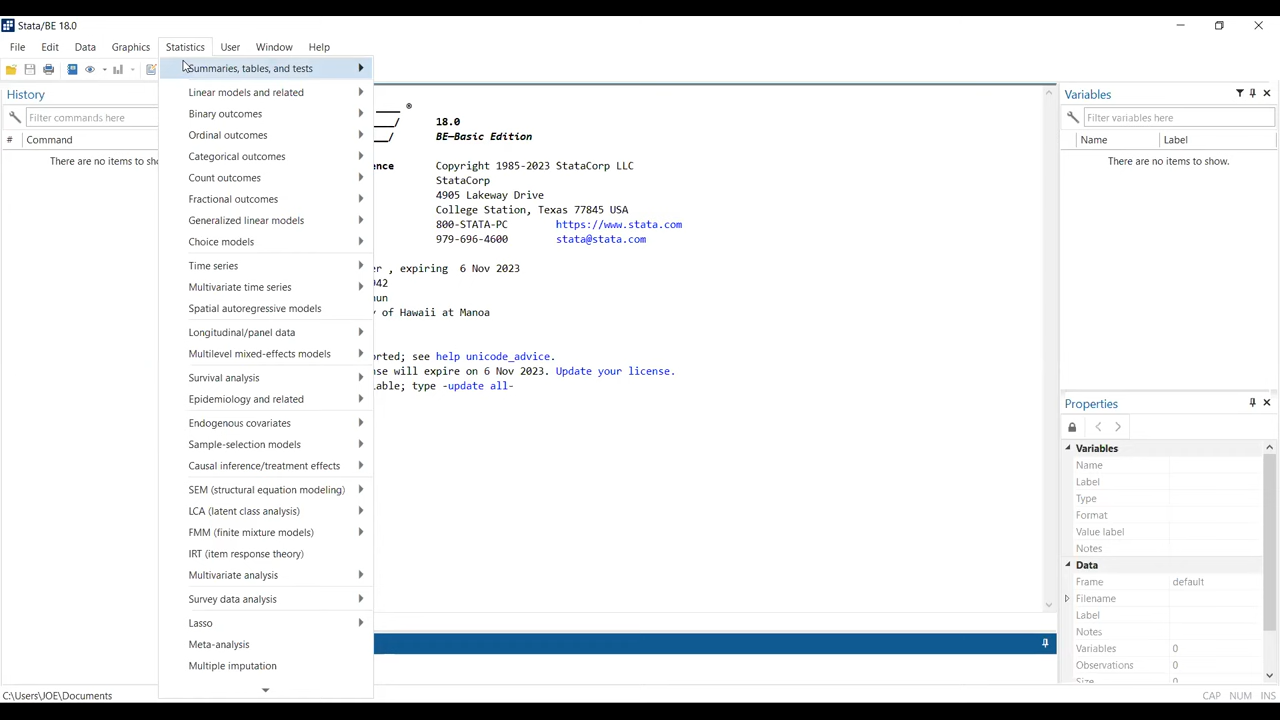 Stata/BE 18.0
File Edit Data Graphics Statistics User Window Help
History
Filter commands here
# Command
There are no items to sho
Summaries, tables, and tests
Linear models and related
Binary outcomes
Ordinal outcomes
Categorical outcomes
Count outcomes
Fractional outcomes
Generalized linear models
Choice models
Time series
Multivariate time series
Spatial autoregressive models
Longitudinal/panel data
Multilevel mixed-effects models
Survival analysis
Epidemiology and related
Endogenous covariates
Sample-selection models
Causal inference/treatment effects
SEM (structural equation modeling)
LCA (latent class analysis)
FMM (finite mixture models)
IRT (item response theory)
Multivariate analysis
Survey data analysis
Lasso
Meta-analysis
Multiple imputation
®
18.0
BE—Basic Edition
ence Copyright 1985-2023 StataCorp LLC
StataCorp
4905 Lakeway Drive
College Station, Texas 77845 USA
800-STATA-PC https://www.stata.com
979-696-4600 stata@stata.com
er , expiring 6 Nov 2023
042
hun
y of Hawaii at Manoa
orted; see help unicode_advice.
nse will expire on 6 Nov 2023. Update your license.
lable; type -update all-
Variables
Filter variables here
Name Label
There are no items to show.
Properties
Variables
Name
Label
Type
Format
Value label
Notes
Data
Frame default
Filename
Label
Notes
Variables 0
Observations 0
C:\Users\JOE\Documents
CAP NUM INS